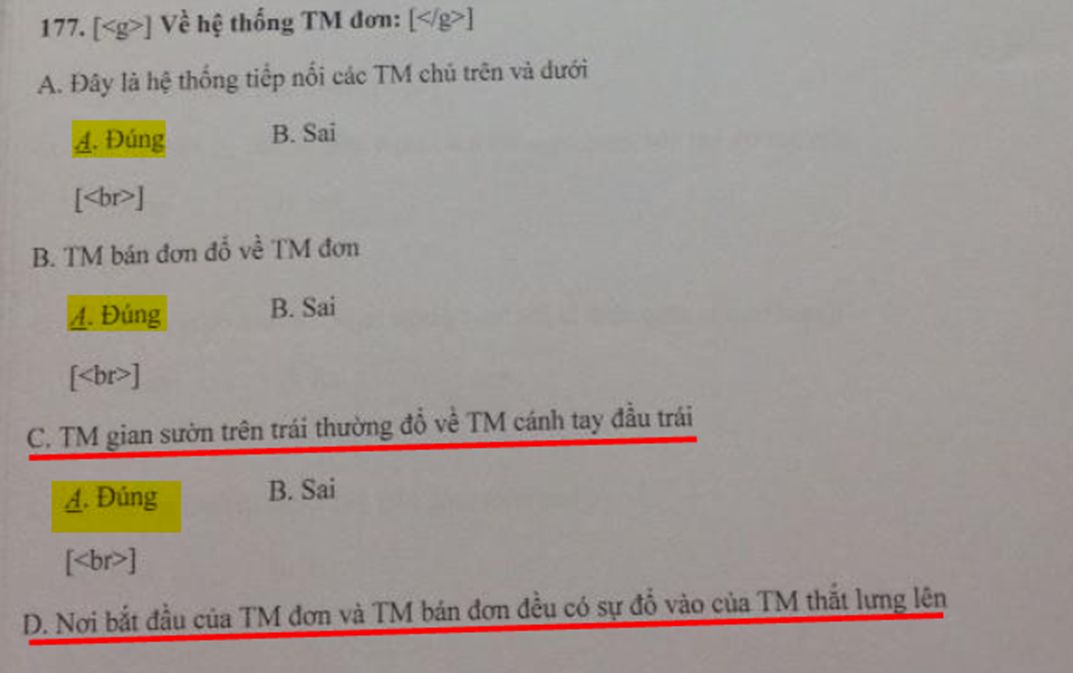 177. [<g>] Về hệ thống TM đơn: [</g>]
A. Đây là hệ thống tiếp nối các TM chủ trên và dưới
A. Đúng B. Sai
[<br>]
B. TM bán đơn đổ về TM đơn
A. Đúng B. Sai
[<br>]
C. TM gian sườn trên trái thường đổ về TM cánh tay đầu trái
A. Đúng B. Sai
[<br>]
D. Nơi bắt đầu của TM đơn và TM bán đơn đều có sự đổ vào của TM thắt lưng lên